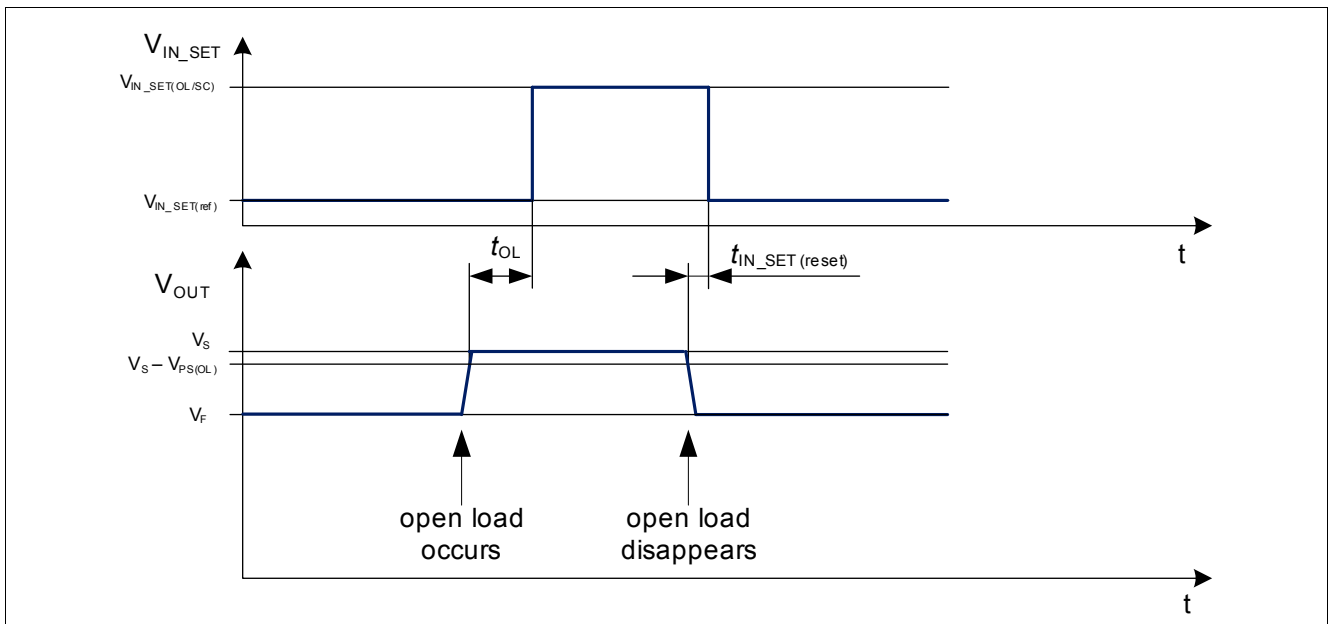 V_IN_SET
V_IN_SET(OL/SC)
V_IN_SET(ref)
t
t_OL
t_IN_SET (reset)
V_OUT
V_S
V_S – V_PS(OL)
V_F
open load
occurs
open load
disappears
t